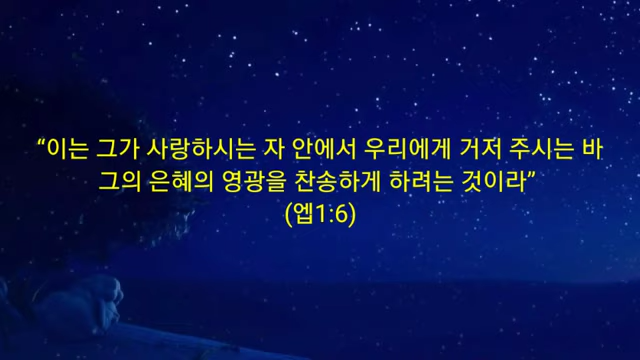 “이는 그가 사랑하시는 자 안에서 우리에게 거저 주시는 바
그의 은혜의 영광을 찬송하게 하려는 것이라”
(엡1:6)